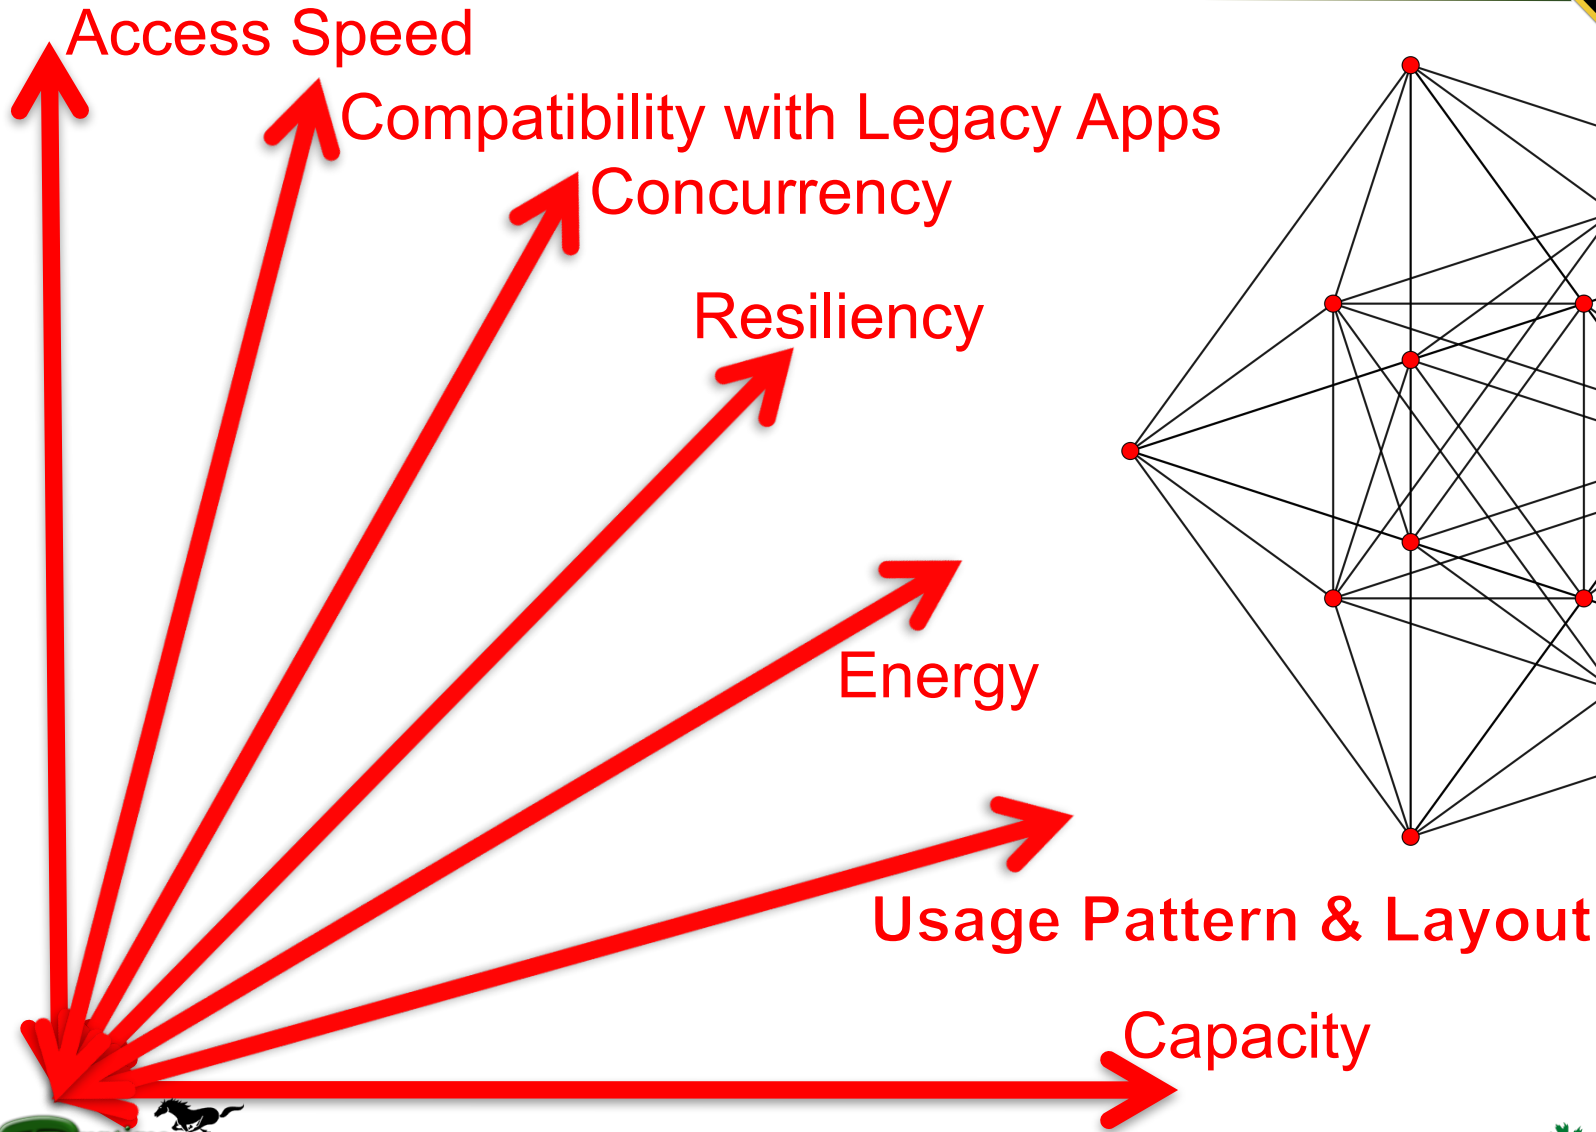 Access Speed
Compatibility with Legacy Apps
Concurrency
Resiliency
Energy
Usage Pattern & Layout
Capacity